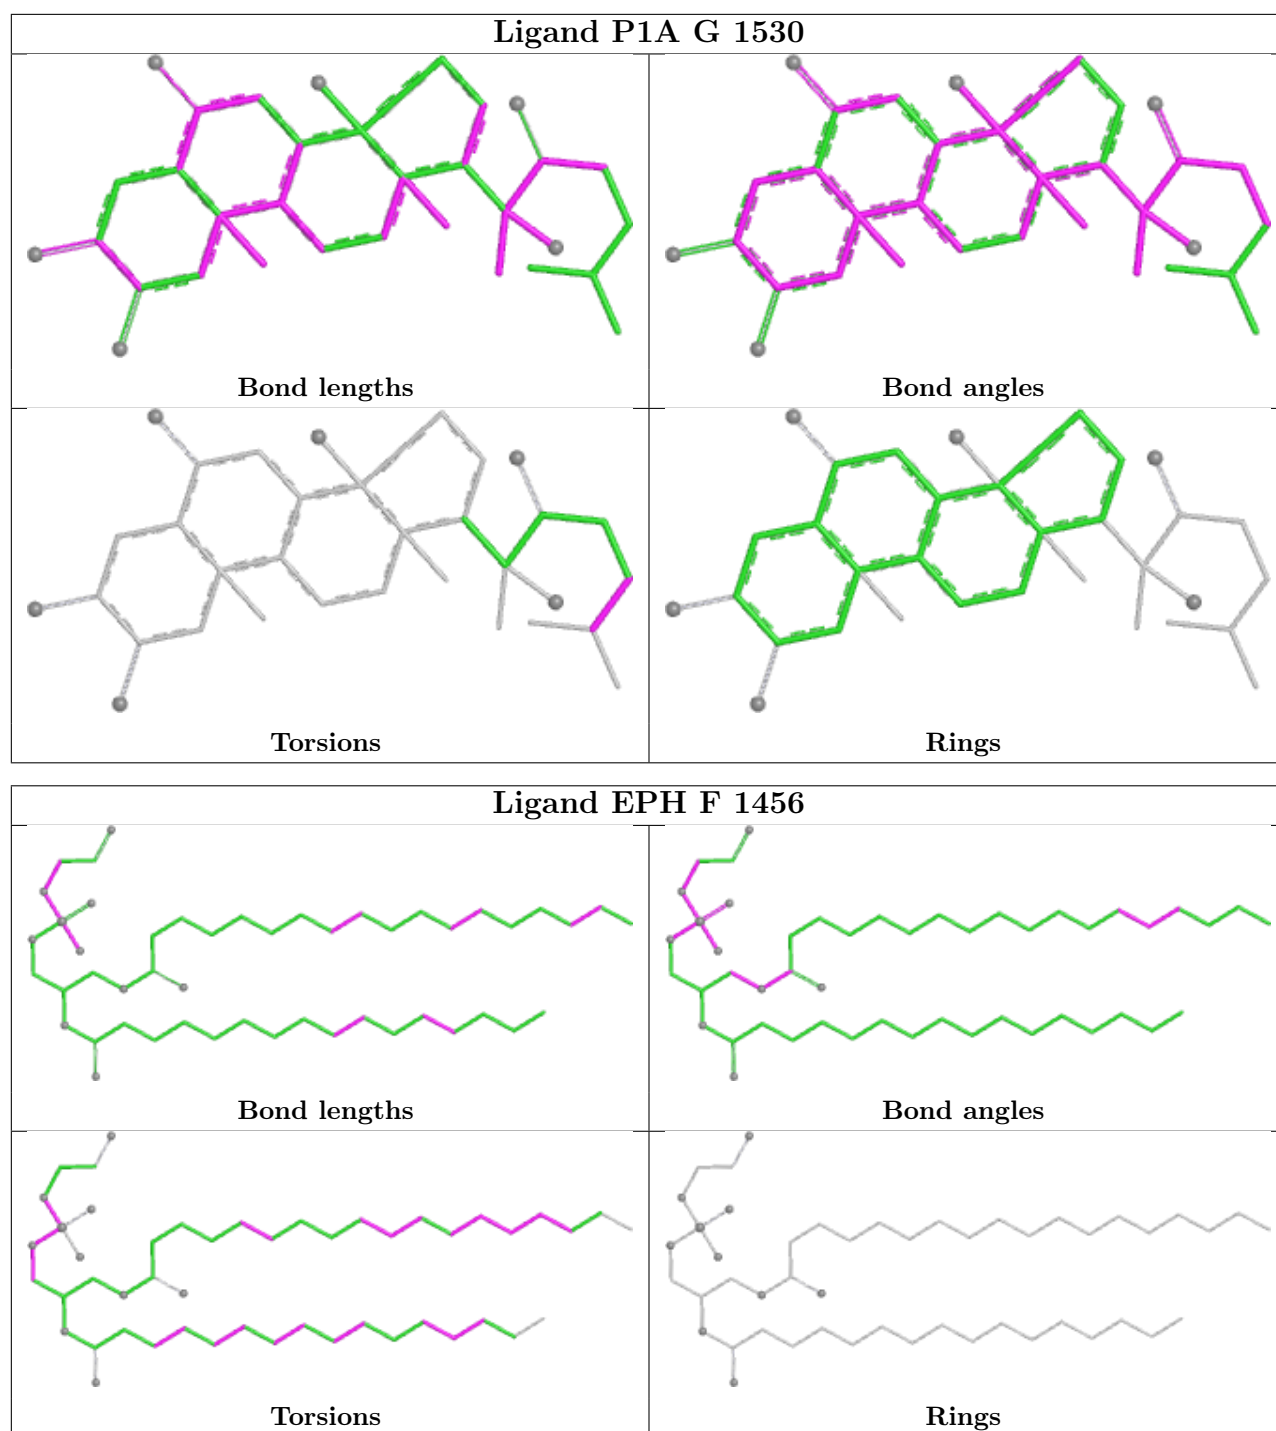 Ligand P1A G 1530
Bond lengths
Bond angles
Torsions
Rings
Ligand EPH F 1456
Bond lengths
Bond angles
Torsions
Rings